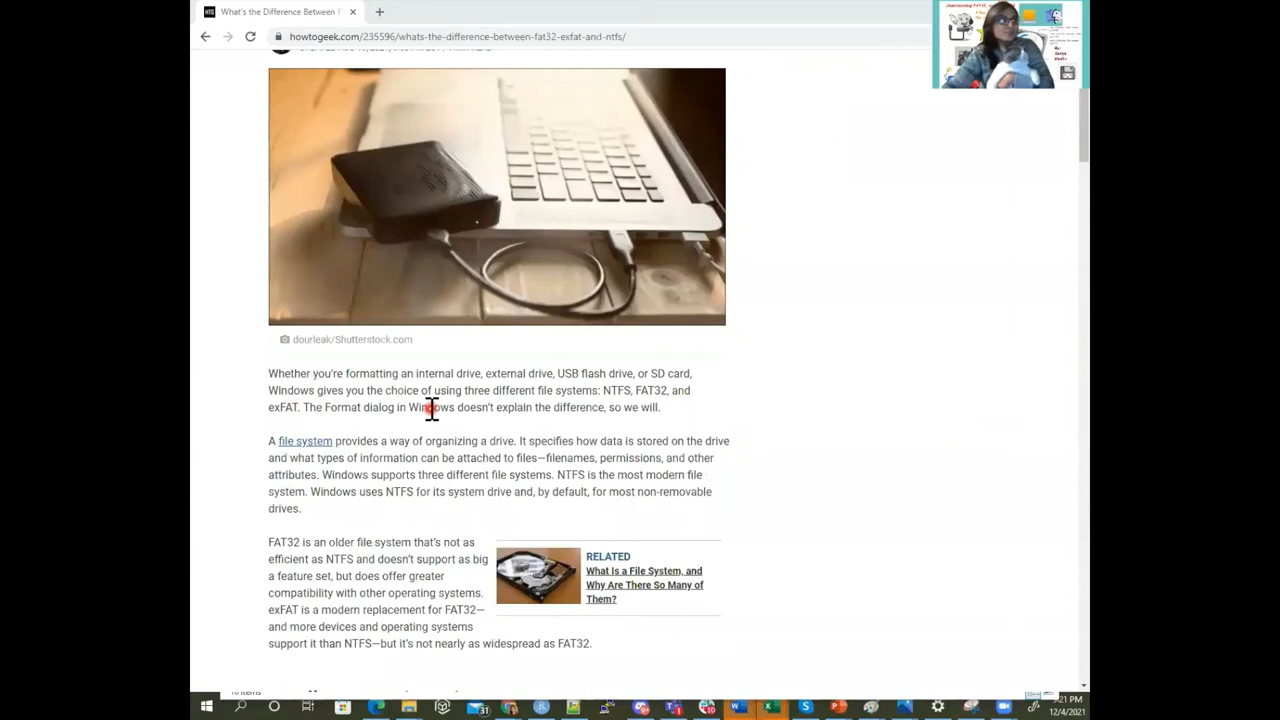 What's the Difference Between F
howtogeek.com/235596/whats-the-difference-between-fat32-exfat-and-ntfs/
dourleak/Shutterstock.com
Whether you're formatting an internal drive, external drive, USB flash drive, or SD card,
Windows gives you the choice of using three different file systems: NTFS, FAT32, and
exFAT. The Format dialog in Windows doesn't explain the difference, so we will.
A file system provides a way of organizing a drive. It specifies how data is stored on the drive
and what types of information can be attached to files—filenames, permissions, and other
attributes. Windows supports three different file systems. NTFS is the most modern file
system. Windows uses NTFS for its system drive and, by default, for most non-removable
drives.
FAT32 is an older file system that's not as
efficient as NTFS and doesn't support as big
a feature set, but does offer greater
compatibility with other operating systems.
exFAT is a modern replacement for FAT32—
and more devices and operating systems
support it than NTFS—but it's not nearly as widespread as FAT32.
RELATED
What Is a File System, and
Why Are There So Many of
Them?
:21 PM
12/4/2021